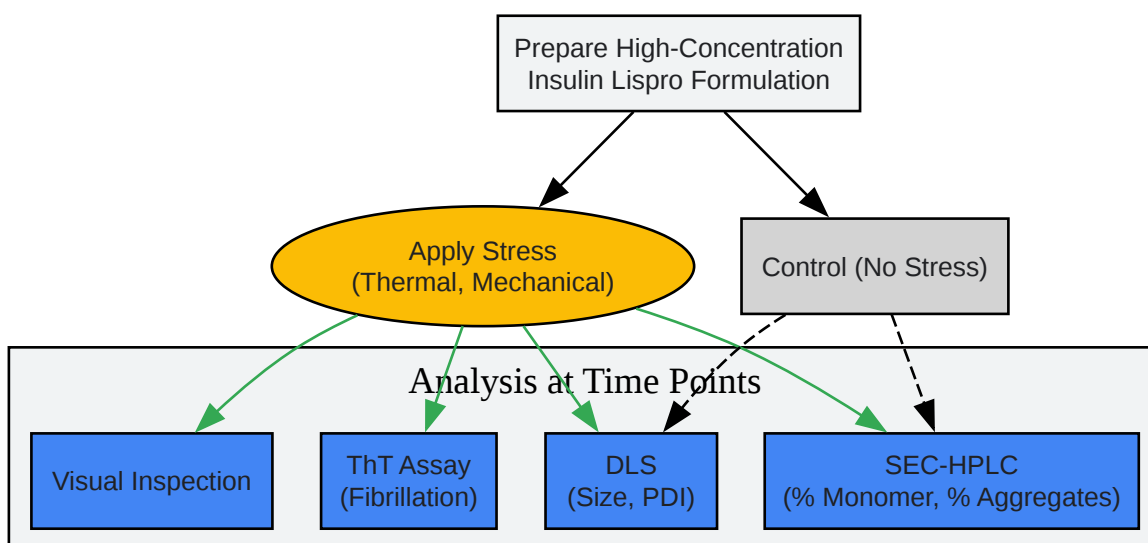 Prepare High-Concentration
Insulin Lispro Formulation
Apply Stress
(Thermal, Mechanical)
Control (No Stress)
Analysis at Time Points
Visual Inspection
ThT Assay
(Fibrillation)
DLS
(Size, PDI)
SEC-HPLC
(% Monomer, % Aggregates)